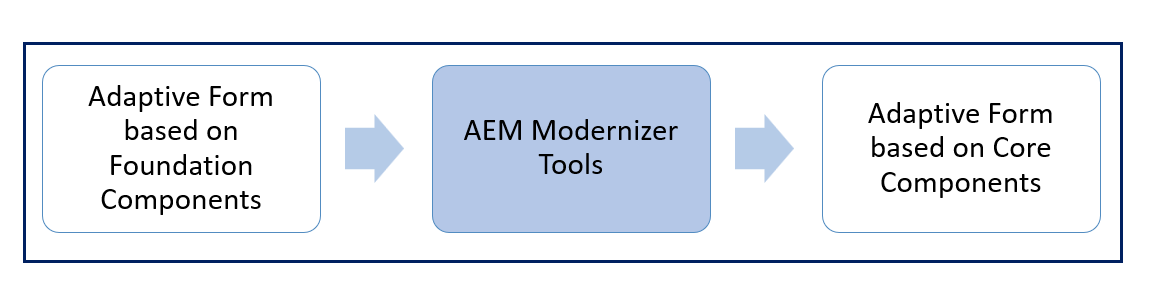 Adaptive Form
based on
Foundation
Components
AEM Modernizer
Tools
Adaptive Form
based on Core
Components